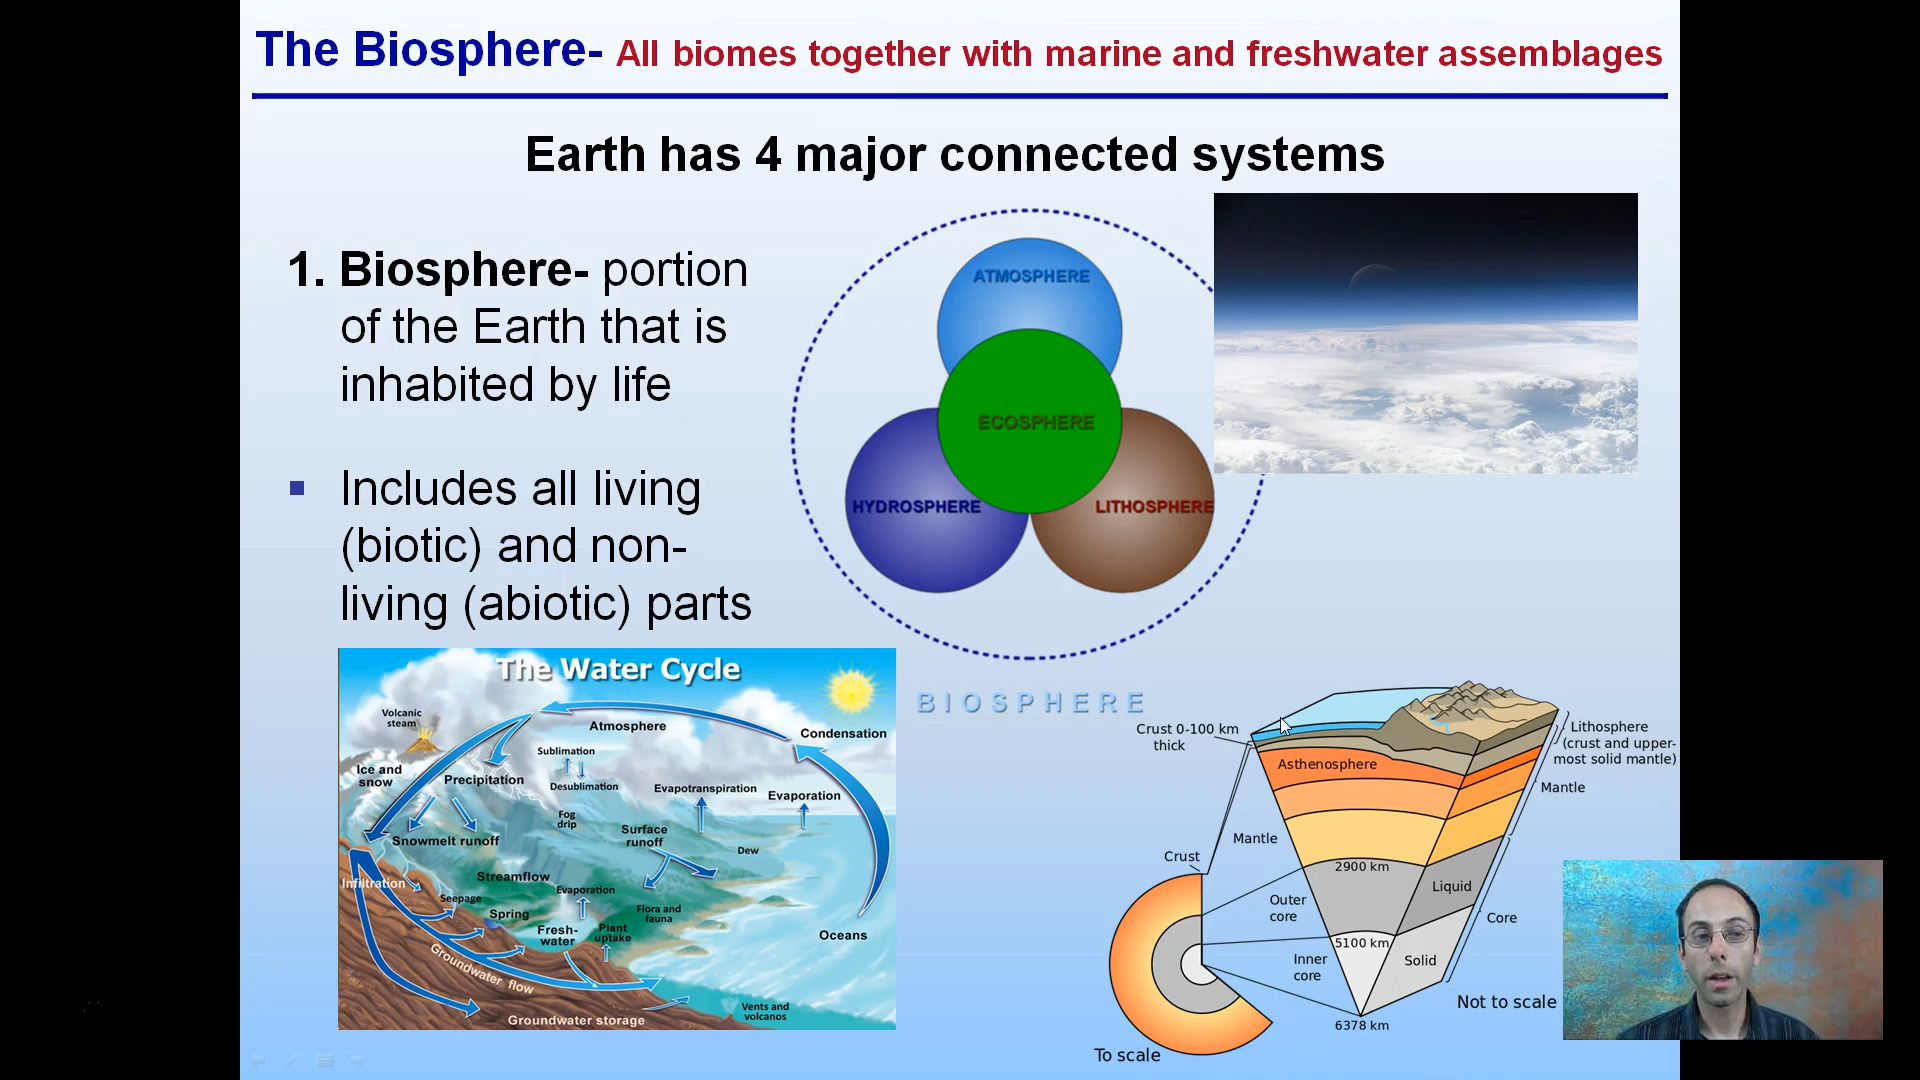 The Biosphere- All biomes together with marine and freshwater assemblages
Earth has 4 major connected systems
1. Biosphere- portion
of the Earth that is
inhabited by life
Includes all living
(biotic) and non-
living (abiotic) parts
ATMOSPHERE
ECOSPHERE
HYDROSPHERE
LITHOSPHERE
BIOSPHERE
The Water Cycle
Volcanic
steam
Atmosphere
Condensation
Sublimation
Ice and
snow
Precipitation
Desublimation
Evapotranspiration
Evaporation
Fog
drip
Snowmelt runoff
Surface
runoff
Dew
Infiltration
Streamflow
Evaporation
Seepage
Spring
Flora and
fauna
Fresh-
water
Plant
uptake
Oceans
Groundwater flow
Vents and
volcanos
Groundwater storage
Crust 0-100 km
thick
Lithosphere
(crust and upper-
most solid mantle)
Asthenosphere
Mantle
Mantle
Crust
2900 km
Liquid
Outer
core
Core
5100 km
Inner
core
Solid
Not to scale
6378 km
To scale